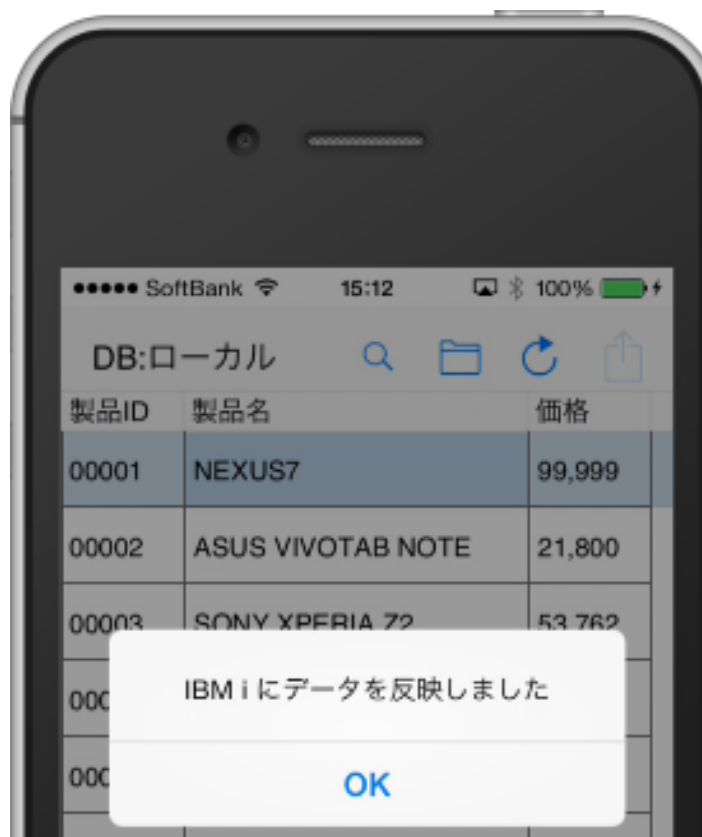 SoftBank 15:12 100%
DB:ローカル
製品ID 製品名 価格
00001 NEXUS7 99,999
00002 ASUS VIVOTAB NOTE 21,800
00003 SONY XPERIA Z2 53,762
IBM i にデータを反映しました
000
OK
000